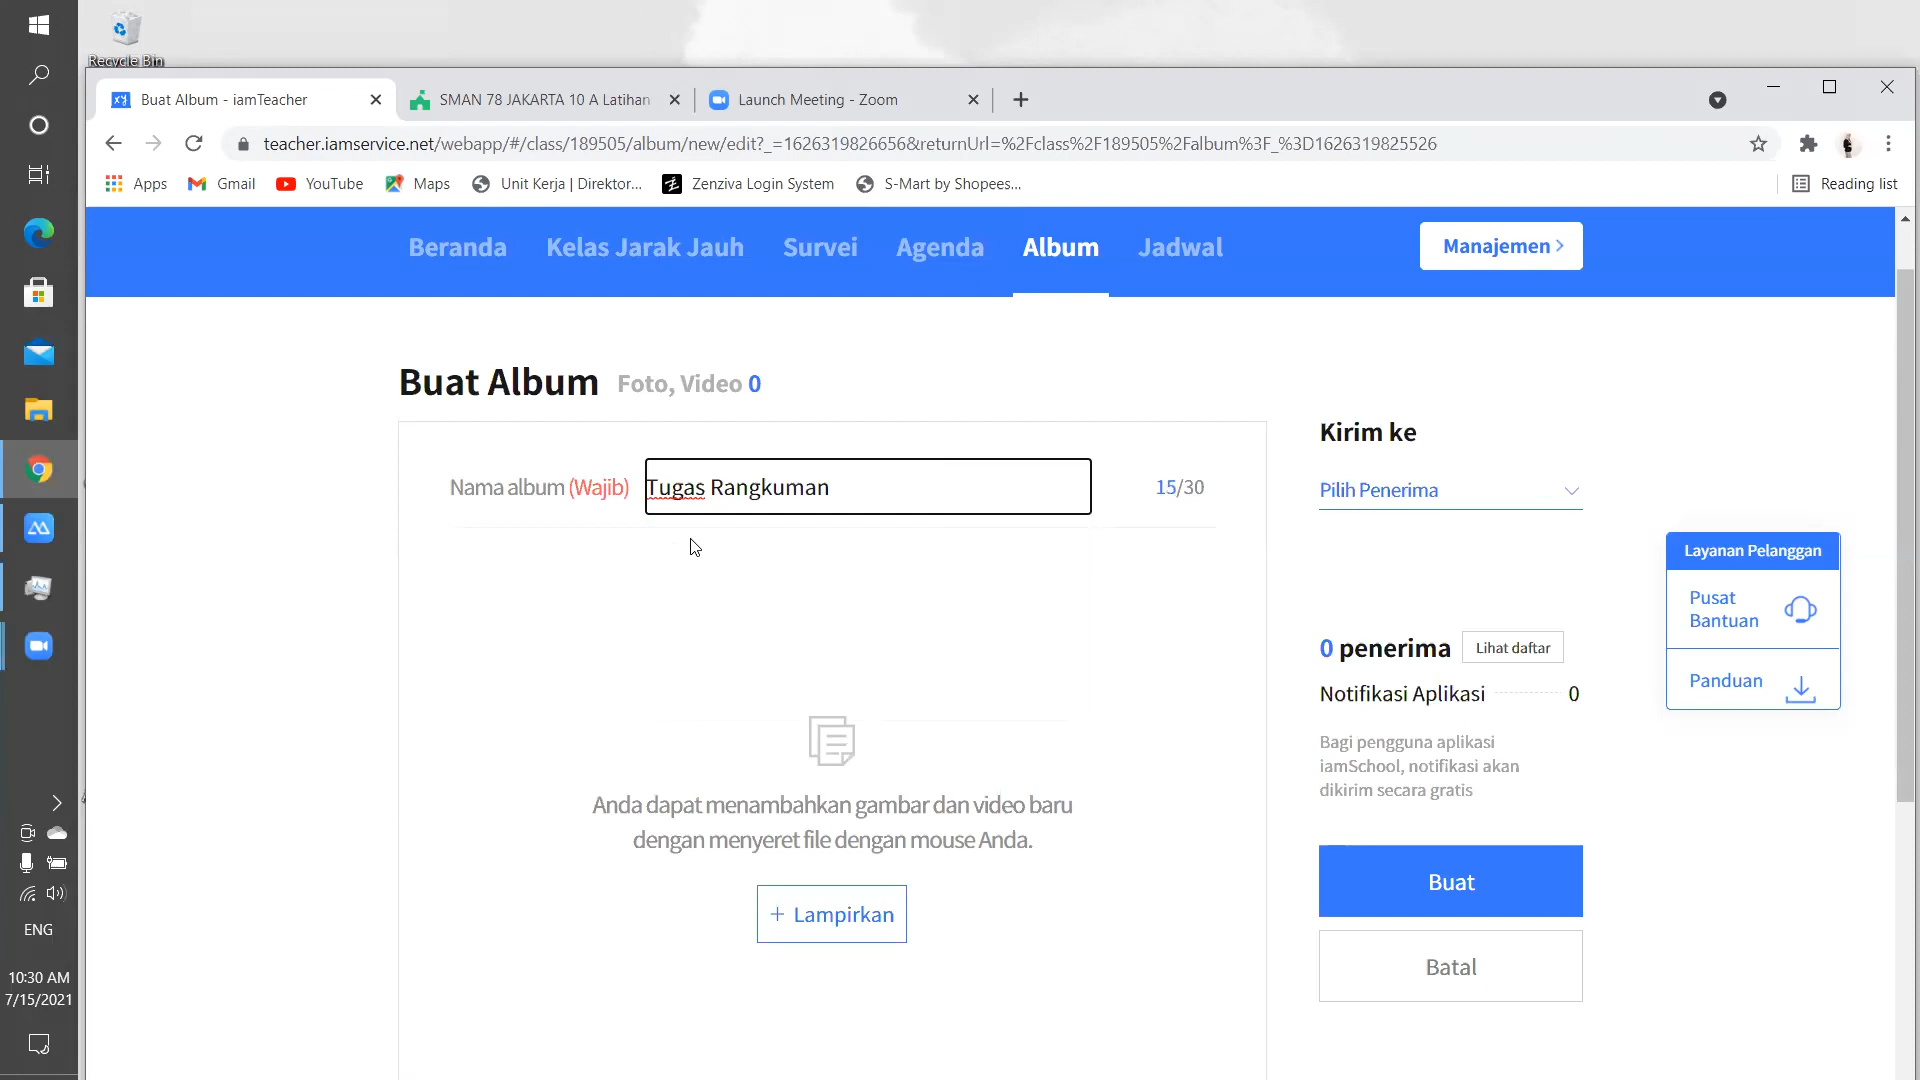 Recycle Bin
Buat Album - iamTeacher
SMAN 78 JAKARTA 10 A Latihan
Launch Meeting - Zoom
teacher.iamservice.net/webapp/#/class/189505/album/new/edit?_=1626319826656&returnUrl=%2Fclass%2F189505%2Falbum%3F_%3D1626319825526
Apps
Gmail
YouTube
Maps
Unit Kerja | Direktor...
Zenziva Login System
S-Mart by Shopees...
Reading list
Beranda
Kelas Jarak Jauh
Survei
Agenda
Album
Jadwal
Manajemen >
Buat Album
Foto, Video 0
Nama album (Wajib)
Tugas Rangkuman
15/30
Anda dapat menambahkan gambar dan video baru
dengan menyeret file dengan mouse Anda.
+ Lampirkan
Kirim ke
Pilih Penerima
0 penerima
Lihat daftar
Notifikasi Aplikasi
0
Bagi pengguna aplikasi
iamSchool, notifikasi akan
dikirim secara gratis
Buat
Batal
Layanan Pelanggan
Pusat
Bantuan
Panduan
ENG
10:30 AM
7/15/2021